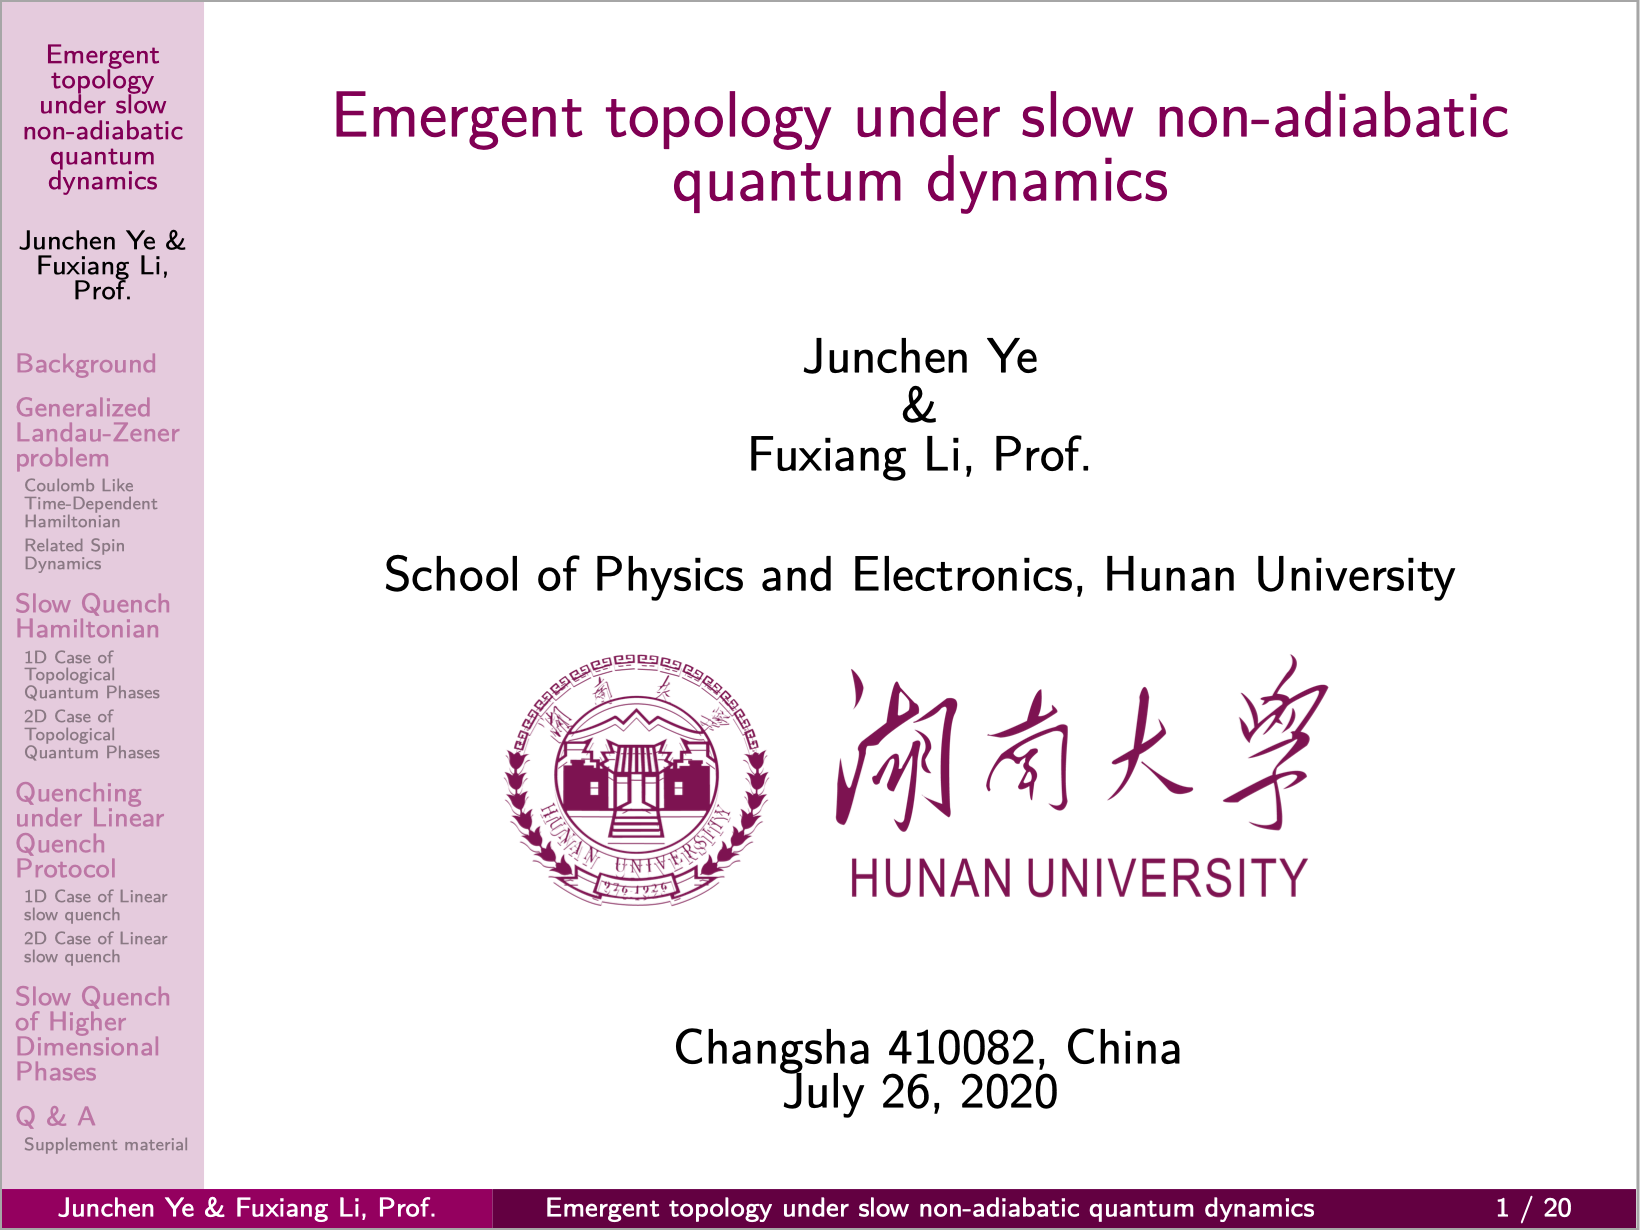 Emergent
topology
under slow
non-adiabatic
quantum
dynamics
Junchen Ye &
Fuxiang Li,
Prof.
Background
Generalized
Landau-Zener
problem
Coulomb Like
Time-Dependent
Hamiltonian
Related Spin
Dynamics
Slow Quench
Hamiltonian
1D Case of
Topological
Quantum Phases
2D Case of
Topological
Quantum Phases
Quenching
under Linear
Quench
Protocol
1D Case of Linear
slow quench
2D Case of Linear
slow quench
Slow Quench
of Higher
Dimensional
Phases
Q & A
Supplement material
Emergent topology under slow non-adiabatic
quantum dynamics
Junchen Ye
&
Fuxiang Li, Prof.
School of Physics and Electronics, Hunan University
湖南大学
HUNAN UNIVERSITY
湖南大学
HUNAN UNIVERSITY
Changsha 410082, China
July 26, 2020
Junchen Ye & Fuxiang Li, Prof.
Emergent topology under slow non-adiabatic quantum dynamics
1 / 20